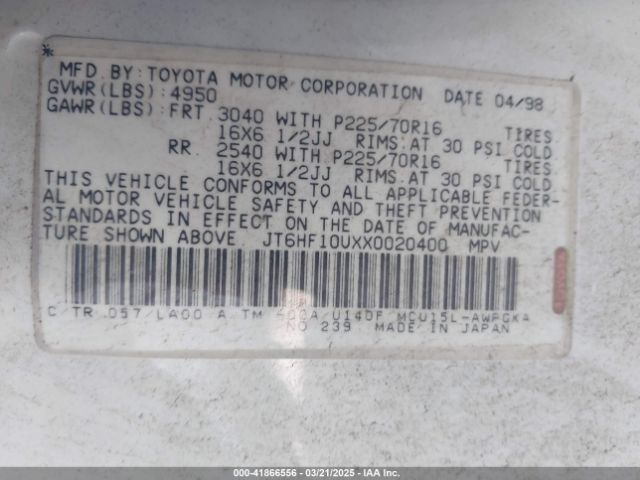 *
MFD. BY: TOYOTA MOTOR CORPORATION DATE 04/98
GVWR(LBS): 4950
GAWR(LBS): FRT. 3040 WITH P225/70R16 TIRES
16X6 1/2JJ RIMS: AT 30 PSI COLD
RR. 2540 WITH P225/70R16 TIRES
16X6 1/2JJ RIMS: AT 30 PSI COLD
THIS VEHICLE CONFORMS TO ALL APPLICABLE FEDER-
AL MOTOR VEHICLE SAFETY AND THEFT PREVENTION
STANDARDS IN EFFECT ON THE DATE OF MANUFAC-
TURE SHOWN ABOVE. JT6HF10UXX0020400 MPV
C/TR 057/LA00 A/TM U140F MCU15L-AWPGKA
NO 239 MADE IN JAPAN
000-41866556 — 03/21/2025 — IAA Inc.